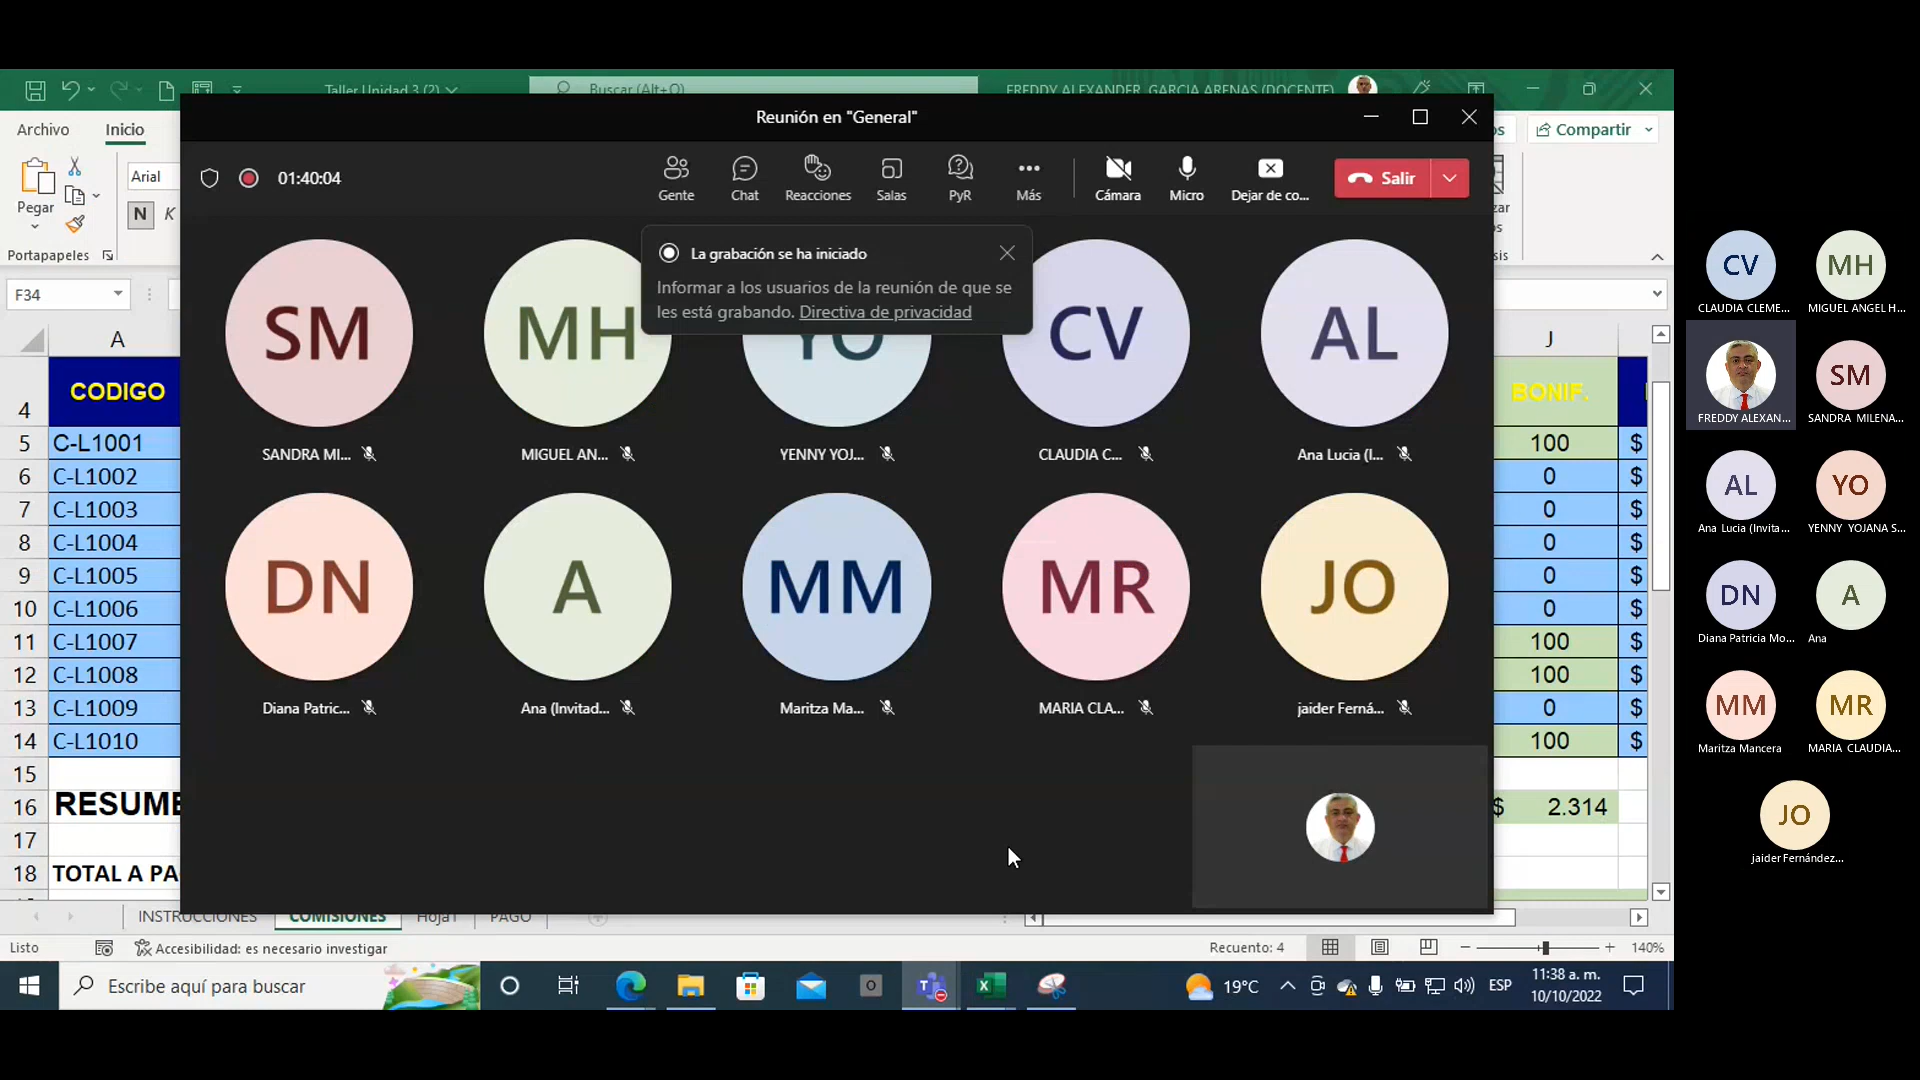 Taller Unidad 3 (2)
Buscar (Alt+Q)
FREDDY ALEXANDER GARCIA ARENAS (DOCENTE)
Archivo
Inicio
Compartir
Pegar
Arial
N K
Portapapeles
F34
Reunión en "General"
01:40:04
Gente
Chat
Reacciones
Salas
PyR
Más
Cámara
Micro
Dejar de co...
Salir
La grabación se ha iniciado
Informar a los usuarios de la reunión de que se
les está grabando. Directiva de privacidad
SM
MH
YO
CV
AL
SANDRA MI...
MIGUEL AN...
YENNY YOJ...
CLAUDIA C...
Ana Lucia (I...
DN
A
MM
MR
JO
Diana Patric...
Ana (Invitad...
Maritza Ma...
MARIA CLA...
jaider Ferná...
A
J
4 CODIGO BONIF.
5 C-L1001 100 $
6 C-L1002 0 $
7 C-L1003 0 $
8 C-L1004 0 $
9 C-L1005 0 $
10 C-L1006 0 $
11 C-L1007 100 $
12 C-L1008 100 $
13 C-L1009 0 $
14 C-L1010 100 $
15
16 RESUME $ 2.314
17
18 TOTAL A PA
INSTRUCCIONES
COMISIONES
Hoja1
PAGO
Listo
Accesibilidad: es necesario investigar
Recuento: 4
140%
Escribe aquí para buscar
19°C
ESP
11:38 a. m.
10/10/2022
CV
MH
CLAUDIA CLEME...
MIGUEL ANGEL H...
SM
FREDDY ALEXAN...
SANDRA MILENA...
AL
YO
Ana Lucia (Invita...
YENNY YOJANA S...
DN
A
Diana Patricia Mo...
Ana
MM
MR
Maritza Mancera
MARIA CLAUDIA...
JO
jaider Fernández...